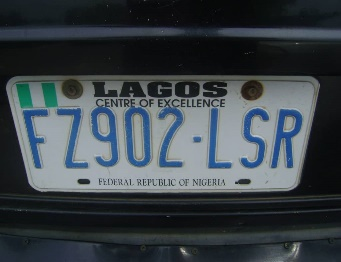 LAGOS
CENTRE OF EXCELLENCE
FZ902·LSR
FEDERAL REPUBLIC OF NIGERIA